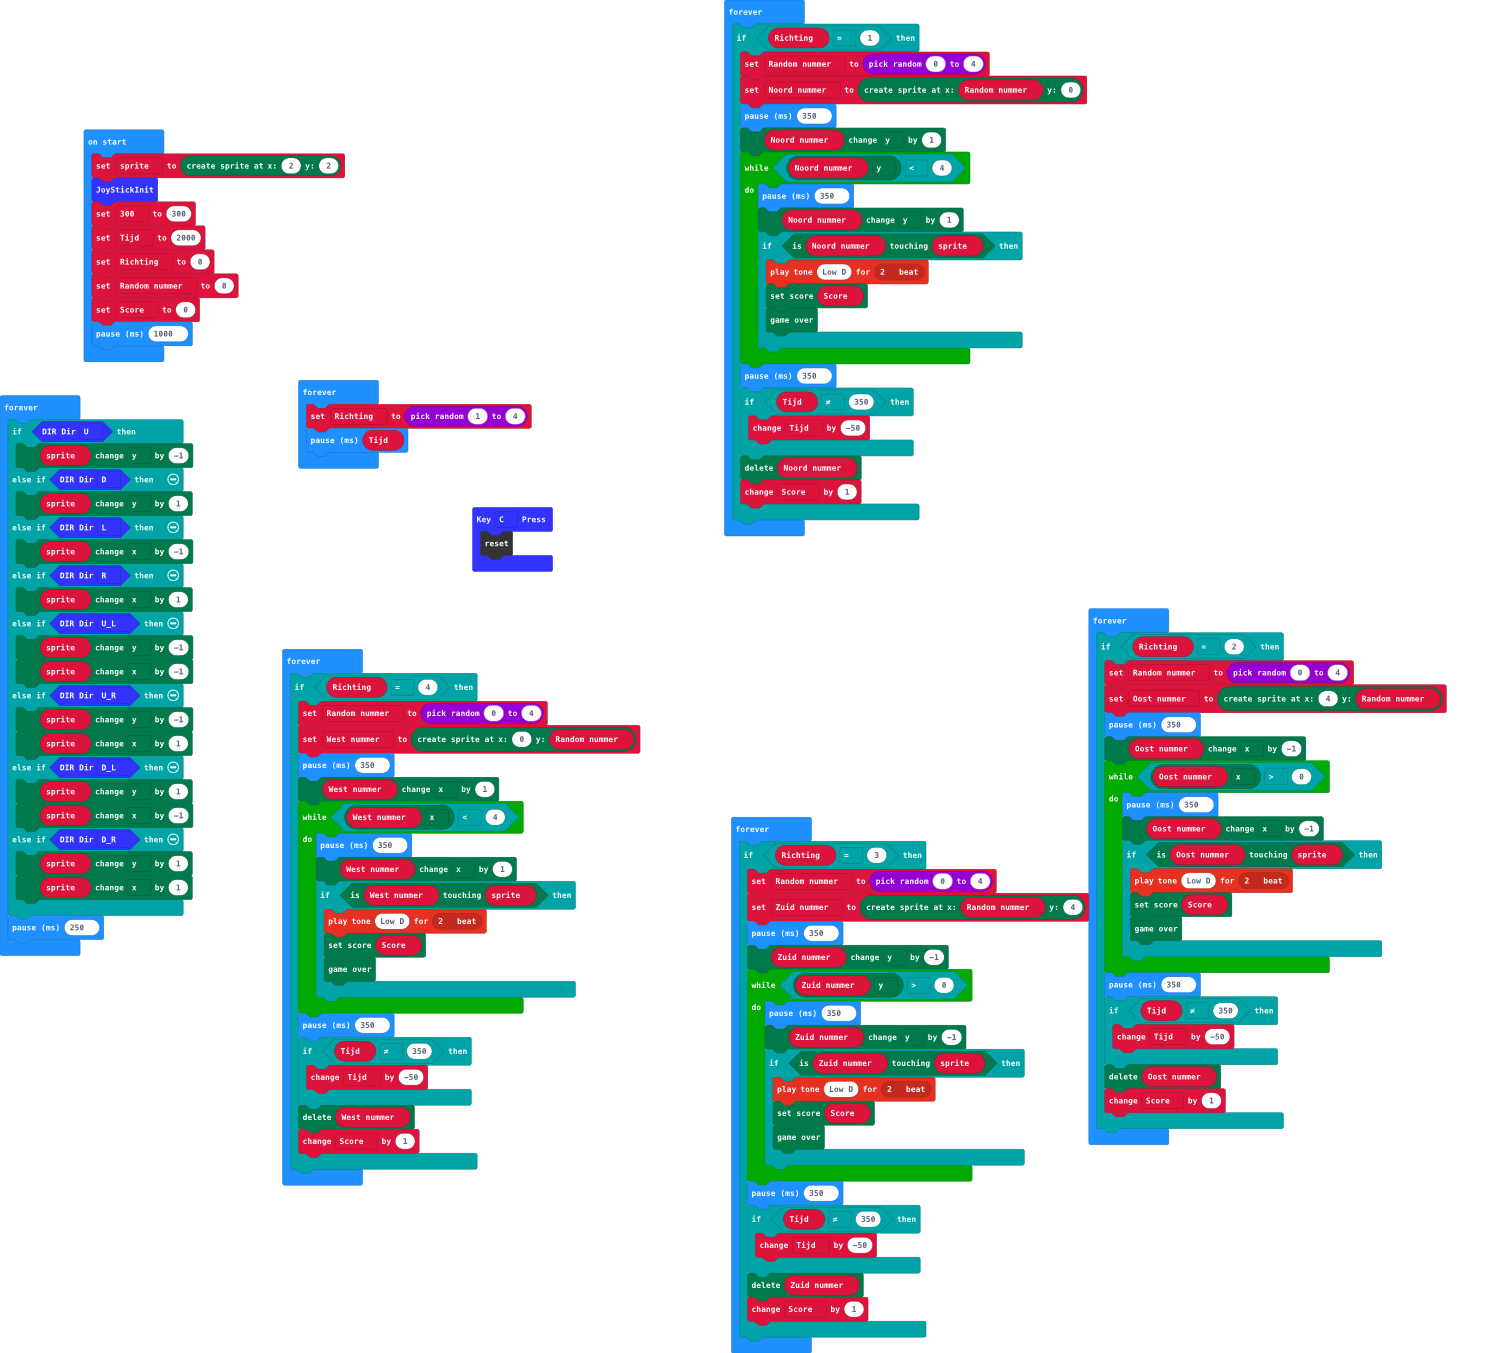 on start
set sprite to create sprite at x: 2 y: 2
JoyStickInit
set 300 to 300
set Tijd to 2000
set Richting to 0
set Random nummer to 0
set Score to 0
pause (ms) 1000
forever
if DIR Dir U then
sprite change y by -1
else if DIR Dir D then
sprite change y by 1
else if DIR Dir L then
sprite change x by -1
else if DIR Dir R then
sprite change x by 1
else if DIR Dir U_L then
sprite change y by -1
sprite change x by -1
else if DIR Dir U_R then
sprite change y by -1
sprite change x by 1
else if DIR Dir D_L then
sprite change y by 1
sprite change x by -1
else if DIR Dir D_R then
sprite change y by 1
sprite change x by 1
pause (ms) 250
forever
set Richting to pick random 1 to 4
pause (ms) Tijd
Key C Press
reset
forever
if Richting = 4 then
set Random nummer to pick random 0 to 4
set West nummer to create sprite at x: 0 y: Random nummer
pause (ms) 350
West nummer change x by 1
while West nummer x < 4
do
pause (ms) 350
West nummer change x by 1
if is West nummer touching sprite then
play tone Low D for 2 beat
set score Score
game over
pause (ms) 350
if Tijd ≠ 350 then
change Tijd by -50
delete West nummer
change Score by 1
forever
if Richting = 1 then
set Random nummer to pick random 0 to 4
set Noord nummer to create sprite at x: Random nummer y: 0
pause (ms) 350
Noord nummer change y by 1
while Noord nummer y < 4
do
pause (ms) 350
Noord nummer change y by 1
if is Noord nummer touching sprite then
play tone Low D for 2 beat
set score Score
game over
pause (ms) 350
if Tijd ≠ 350 then
change Tijd by -50
delete Noord nummer
change Score by 1
forever
if Richting = 3 then
set Random nummer to pick random 0 to 4
set Zuid nummer to create sprite at x: Random nummer y: 4
pause (ms) 350
Zuid nummer change y by -1
while Zuid nummer y > 0
do
pause (ms) 350
Zuid nummer change y by -1
if is Zuid nummer touching sprite then
play tone Low D for 2 beat
set score Score
game over
pause (ms) 350
if Tijd ≠ 350 then
change Tijd by -50
delete Zuid nummer
change Score by 1
forever
if Richting = 2 then
set Random nummer to pick random 0 to 4
set Oost nummer to create sprite at x: 4 y: Random nummer
pause (ms) 350
Oost nummer change x by -1
while Oost nummer x > 0
do
pause (ms) 350
Oost nummer change x by -1
if is Oost nummer touching sprite then
play tone Low D for 2 beat
set score Score
game over
pause (ms) 350
if Tijd ≠ 350 then
change Tijd by -50
delete Oost nummer
change Score by 1